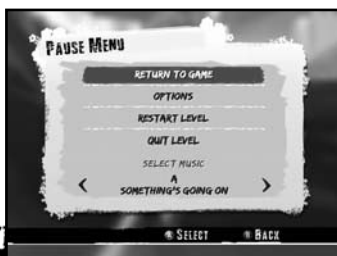 PAUSE MENU
RETURN TO GAME
OPTIONS
RESTART LEVEL
QUIT LEVEL
SELECT MUSIC
A
SOMETHING'S GOING ON
SELECT BACK